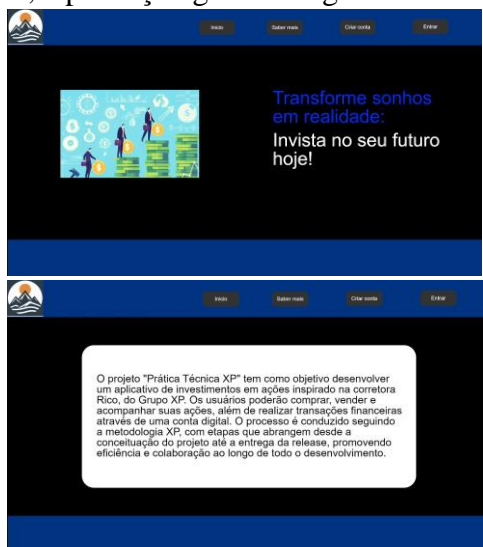 Início
Saber mais
Criar conta
Entrar
Transforme sonhos
em realidade:
Invista no seu futuro
hoje!
Início
Saber mais
Criar conta
Entrar
O projeto "Prática Técnica XP" tem como objetivo desenvolver
um aplicativo de investimentos em ações inspirado na corretora
Rico, do Grupo XP. Os usuários poderão comprar, vender e
acompanhar suas ações, além de realizar transações financeiras
através de uma conta digital. O processo é conduzido seguindo
a metodologia XP, com etapas que abrangem desde a
conceituação do projeto até a entrega da release, promovendo
eficiência e colaboração ao longo de todo o desenvolvimento.